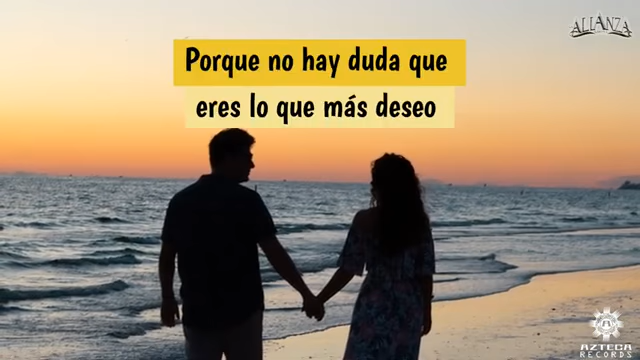 ALIANZA
Porque no hay duda que
eres lo que más deseo
AZTECA
RECORDS